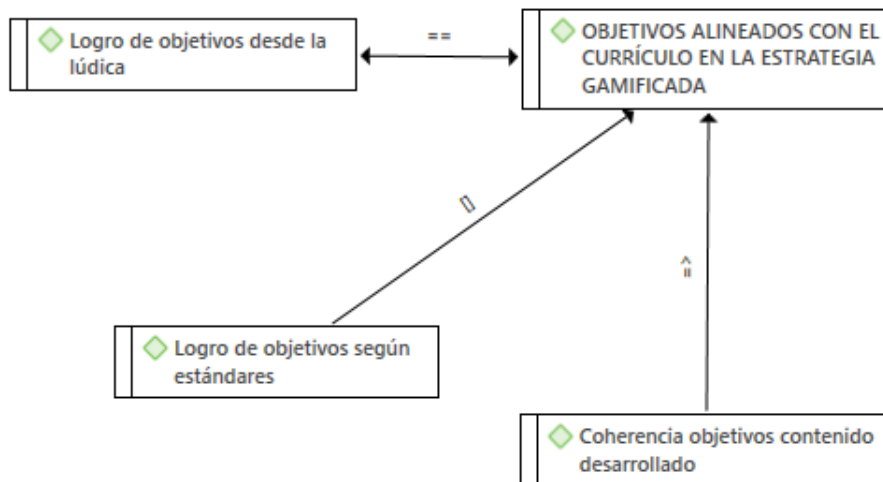 Logro de objetivos desde la
lúdica
==
OBJETIVOS ALINEADOS CON EL
CURRÍCULO EN LA ESTRATEGIA
GAMIFICADA
[]
=>
Logro de objetivos según
estándares
Coherencia objetivos contenido
desarrollado